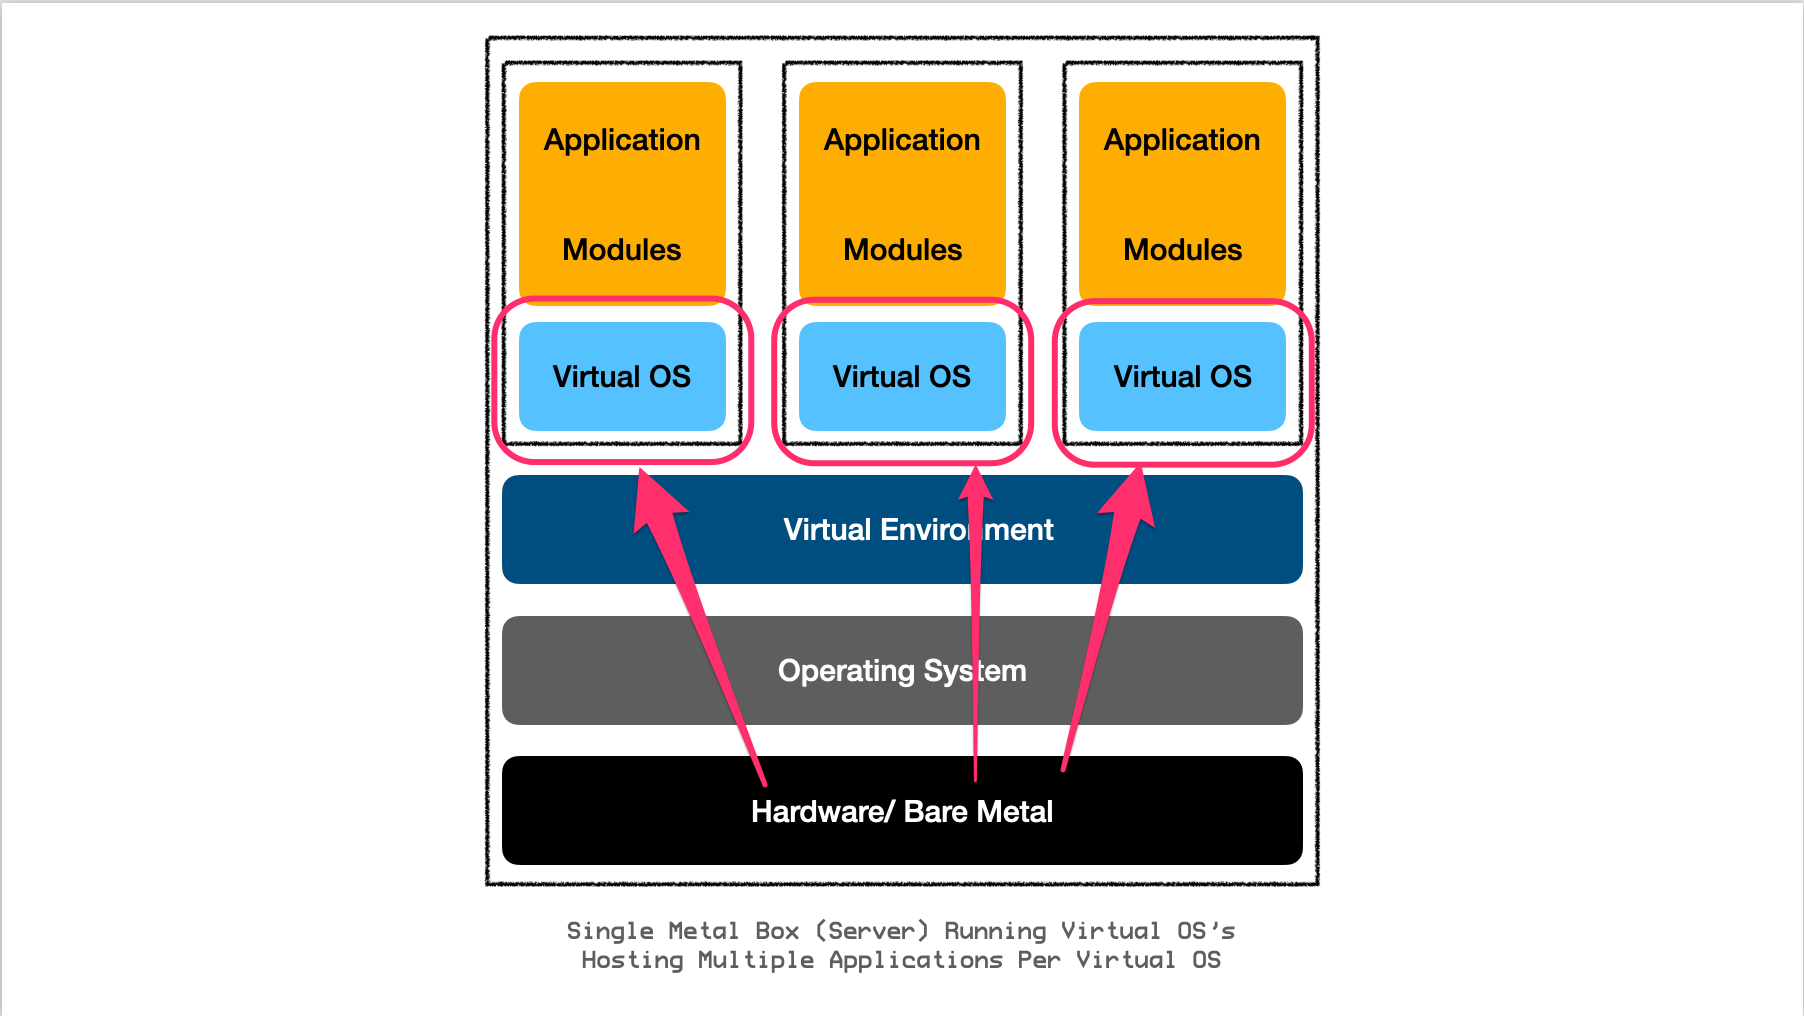 Application
Modules
Application
Modules
Application
Modules
Virtual OS
Virtual OS
Virtual OS
Virtual Environment
Operating System
Hardware/ Bare Metal
Single Metal Box (Server) Running Virtual OS's
Hosting Multiple Applications Per Virtual OS